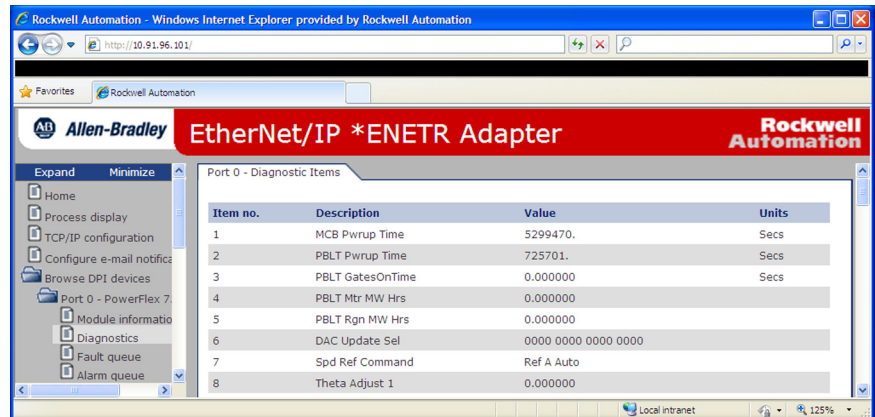 Rockwell Automation - Windows Internet Explorer provided by Rockwell Automation
http://10.91.96.101/
Favorites
Rockwell Automation
AB Allen-Bradley
EtherNet/IP *ENETR Adapter
Rockwell
Automation
Expand Minimize
Home
Process display
TCP/IP configuration
Configure e-mail notifica
Browse DPI devices
Port 0 - PowerFlex 7
Module informatio
Diagnostics
Fault queue
Alarm queue
Port 0 - Diagnostic Items
Item no. Description Value Units
1 MCB Pwrup Time 5299470. Secs
2 PBLT Pwrup Time 725701. Secs
3 PBLT GatesOnTime 0.000000 Secs
4 PBLT Mtr MW Hrs 0.000000
5 PBLT Rgn MW Hrs 0.000000
6 DAC Update Sel 0000 0000 0000 0000
7 Spd Ref Command Ref A Auto
8 Theta Adjust 1 0.000000
Local intranet
125%